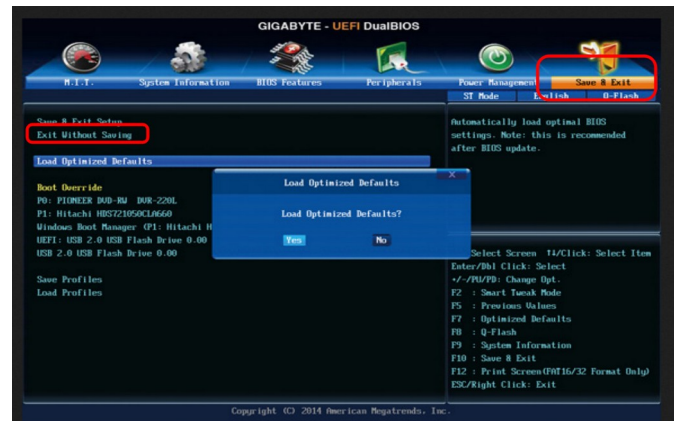 GIGABYTE - UEFI DualBIOS
M.I.T. System Information BIOS Features Peripherals Power Management Save & Exit
ST Mode English Q-Flash
Save & Exit Setup
Exit Without Saving
Load Optimized Defaults
Boot Override
P0: PIONEER DVD-RW DVR-220L
P1: Hitachi HDS721050CLA660
Windows Boot Manager (P1: Hitachi H
UEFI: USB 2.0 USB Flash Drive 0.00
USB 2.0 USB Flash Drive 0.00
Save Profiles
Load Profiles
Load Optimized Defaults
X
Load Optimized Defaults?
Yes No
Automatically load optimal BIOS
settings. Note: this is recommended
after BIOS update.
Select Screen ↑↓/Click: Select Item
Enter/Dbl Click: Select
+/-/PU/PD: Change Opt.
F2 : Smart Tweak Mode
F5 : Previous Values
F7 : Optimized Defaults
F8 : Q-Flash
F9 : System Information
F10 : Save & Exit
F12 : Print Screen(FAT16/32 Format Only)
ESC/Right Click: Exit
Copyright (C) 2014 American Megatrends, Inc.